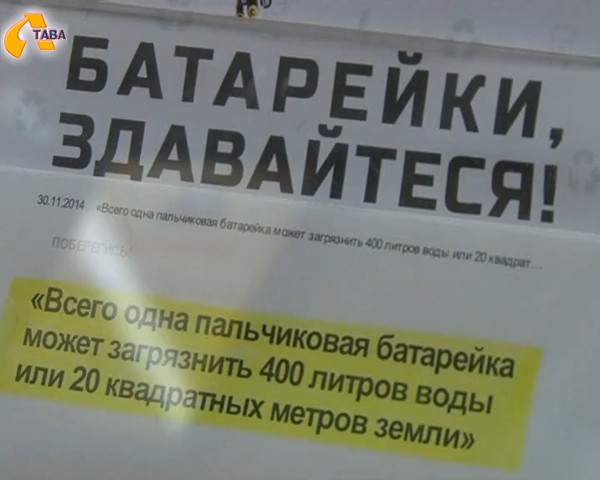 ТАВА
БАТАРЕЙКИ,
ЗДАВАЙТЕСЯ!
30.11.2014 «Всего одна пальчиковая батарейка может загрязнить 400 литров воды или 20 квадрат...
ПОБЕРЕГИСЬ!
«Всего одна пальчиковая батарейка
может загрязнить 400 литров воды
или 20 квадратных метров земли»